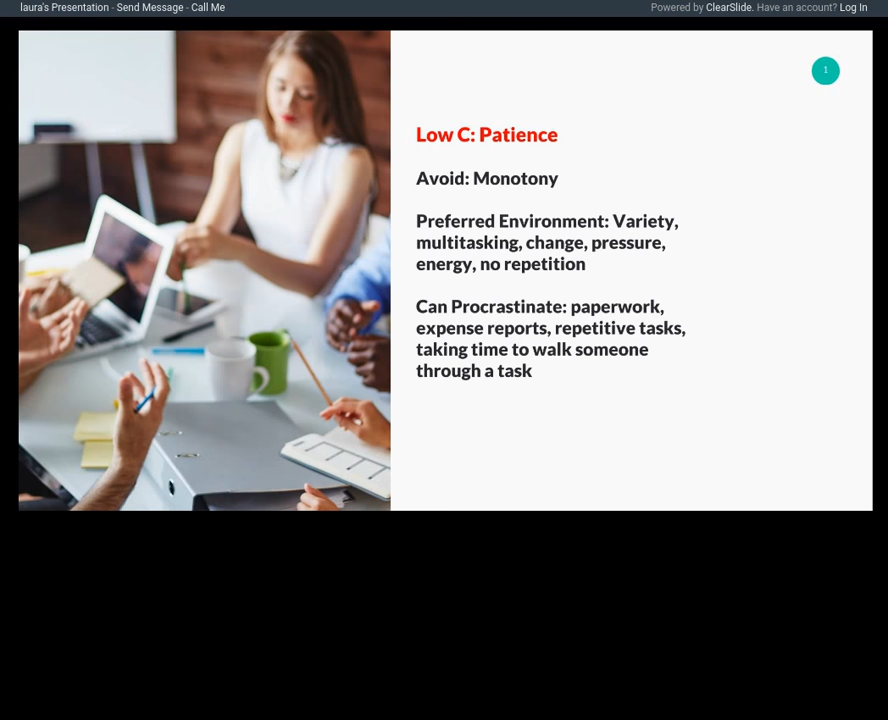 laura's Presentation - Send Message - Call Me
Powered by ClearSlide. Have an account? Log In
1
Low C: Patience
Avoid: Monotony
Preferred Environment: Variety,
multitasking, change, pressure,
energy, no repetition
Can Procrastinate: paperwork,
expense reports, repetitive tasks,
taking time to walk someone
through a task